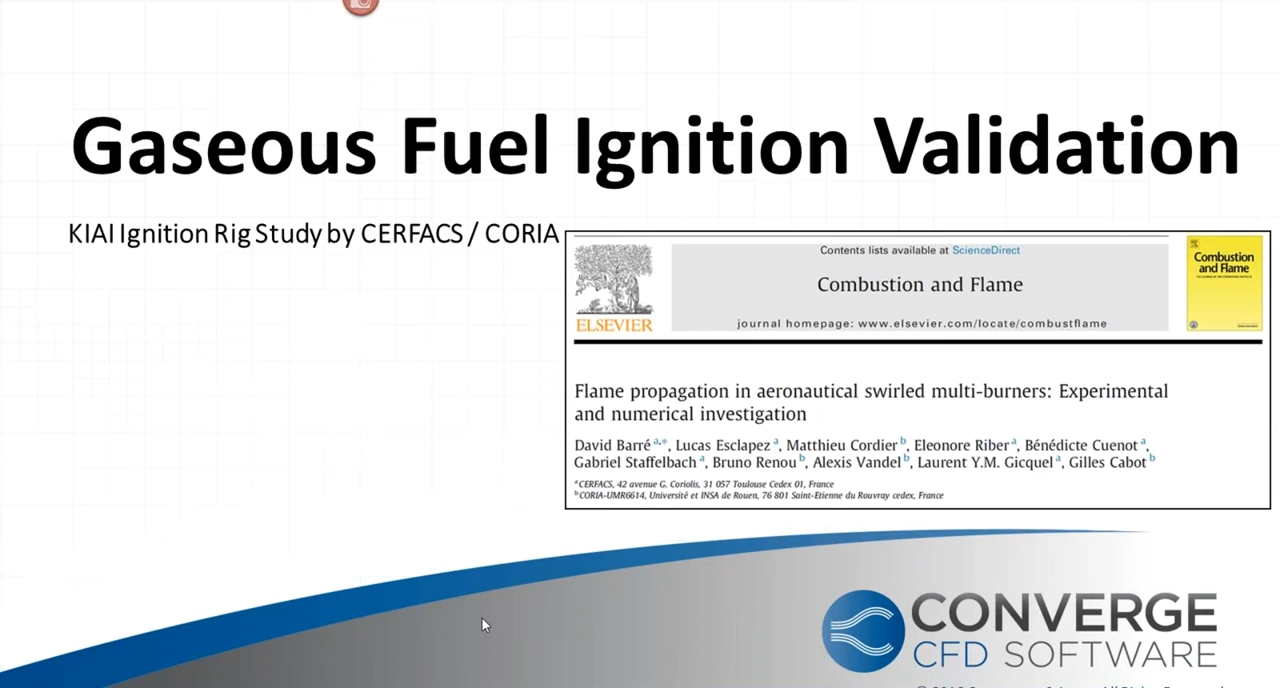 Gaseous Fuel Ignition Validation
KIAI Ignition Rig Study by CERFACS / CORIA
Contents lists available at ScienceDirect
Combustion and Flame
journal homepage: www.elsevier.com/locate/combustflame
ELSEVIER
Combustion
and Flame
Flame propagation in aeronautical swirled multi-burners: Experimental
and numerical investigation
David Barré a,*, Lucas Esclapez a, Matthieu Cordier b, Eleonore Riber a, Bénédicte Cuenot a,
Gabriel Staffelbach a, Bruno Renou b, Alexis Vandel b, Laurent Y.M. Gicquel a, Gilles Cabot b
a CERFACS, 42 avenue G. Coriolis, 31 057 Toulouse Cedex 01, France
b CORIA-UMR6614, Université et INSA de Rouen, 76 801 Saint-Etienne du Rouvray cedex, France
CONVERGE
CFD SOFTWARE